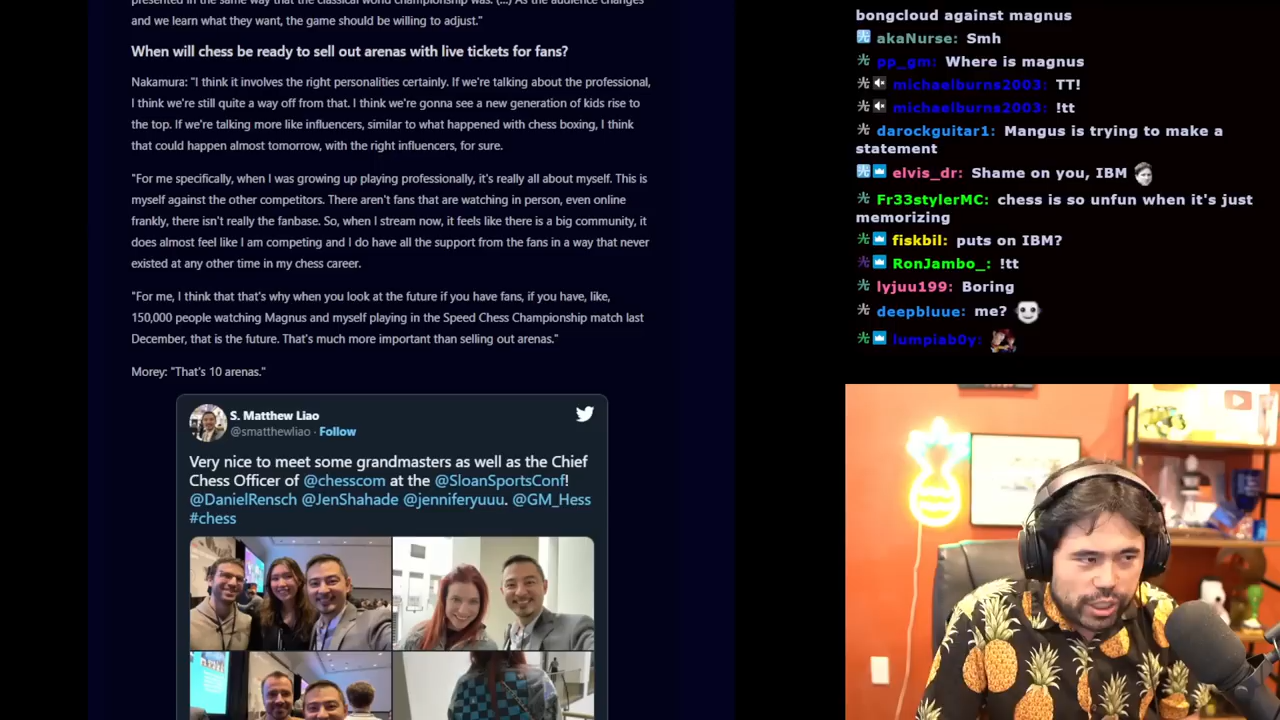 presented in the same way that the classical world championship was. (...) As the audience changes
and we learn what they want, the game should be willing to adjust."
When will chess be ready to sell out arenas with live tickets for fans?
Nakamura: "I think it involves the right personalities certainly. If we're talking about the professional,
I think we're still quite a way off from that. I think we're gonna see a new generation of kids rise to
the top. If we're talking more like influencers, similar to what happened with chess boxing, I think
that could happen almost tomorrow, with the right influencers, for sure.
"For me specifically, when I was growing up playing professionally, it's really all about myself. This is
myself against the other competitors. There aren't fans that are watching in person, even online
frankly, there isn't really the fanbase. So, when I stream now, it feels like there is a big community, it
does almost feel like I am competing and I do have all the support from the fans in a way that never
existed at any other time in my chess career.
"For me, I think that that's why when you look at the future if you have fans, if you have, like,
150,000 people watching Magnus and myself playing in the Speed Chess Championship match last
December, that is the future. That's much more important than selling out arenas."
Morey: "That's 10 arenas."
S. Matthew Liao
@smatthewliao · Follow
Very nice to meet some grandmasters as well as the Chief
Chess Officer of @chesscom at the @SloanSportsConf!
@DanielRensch @JenShahade @jenniferyuuu. @GM_Hess
#chess
bongcloud against magnus
akaNurse: Smh
pp_gm: Where is magnus
michaelburns2003: TT!
michaelburns2003: !tt
darockguitar1: Mangus is trying to make a
statement
elvis_dr: Shame on you, IBM
Fr33stylerMC: chess is so unfun when it's just
memorizing
fiskbil: puts on IBM?
RonJambo_: !tt
lyjuu199: Boring
deepbluue: me?
lumpiab0y: